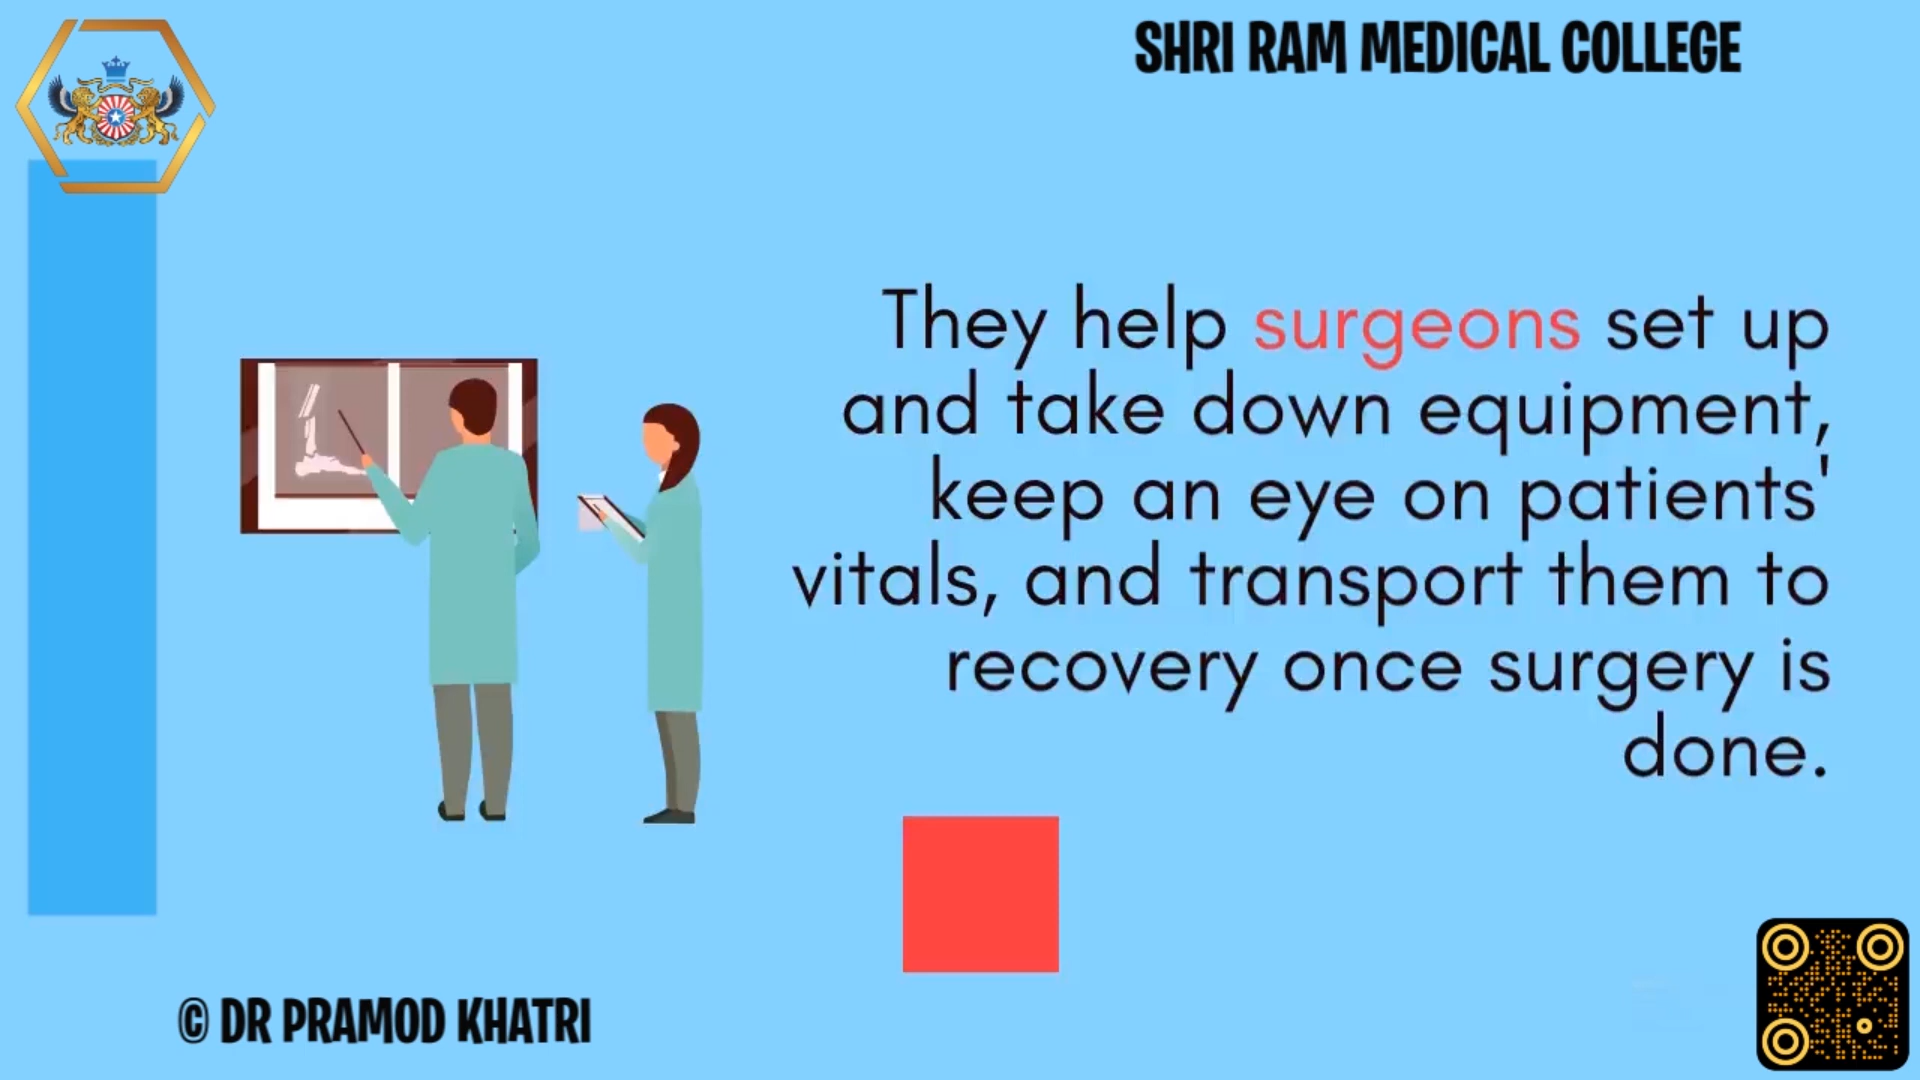 SHRI RAM MEDICAL COLLEGE
They help surgeons set up
and take down equipment,
keep an eye on patients'
vitals, and transport them to
recovery once surgery is
done.
© DR PRAMOD KHATRI